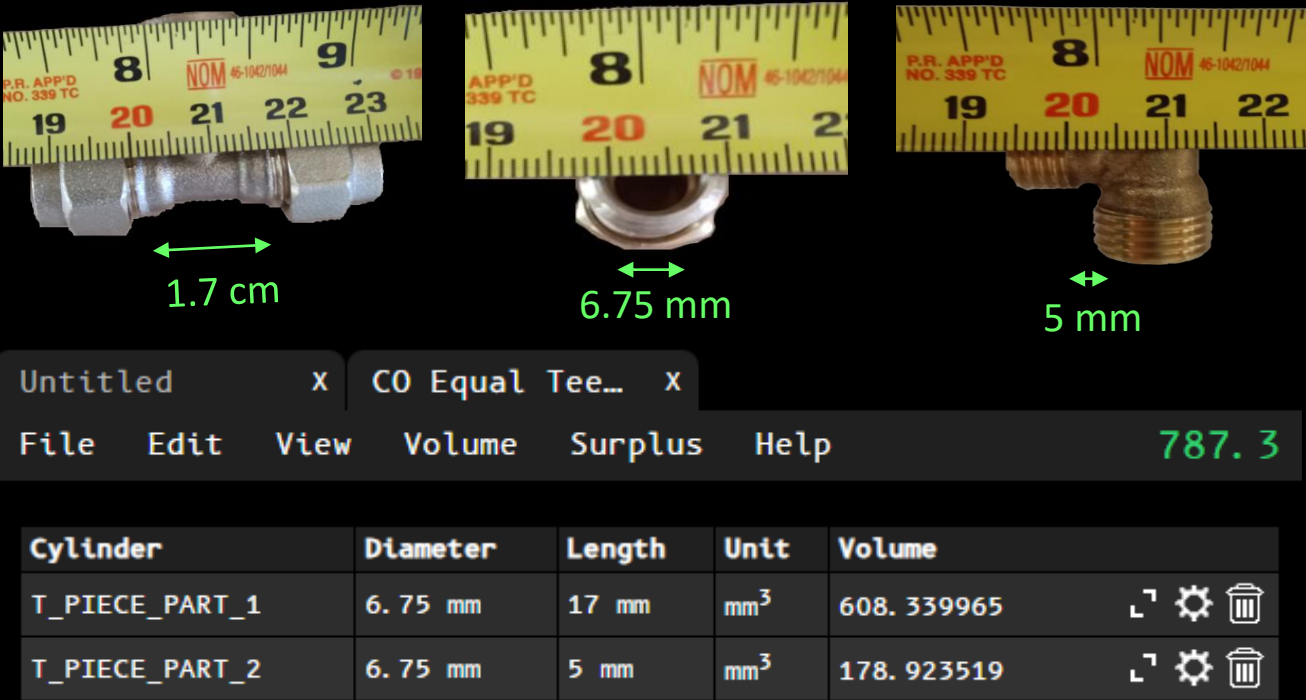 8 9
P.R. APP'D NOM 46-1042/1044 © 19
NO. 339 TC
19 20 21 22 23
8
APP'D NOM 46-1042/1044
339 TC
19 20 21 2
8
P.R. APP'D NOM 46-1042/1044
NO. 339 TC
19 20 21 22
1.7 cm
6.75 mm
5 mm
Untitled x CO Equal Tee… x
File Edit View Volume Surplus Help 787.3
Cylinder Diameter Length Unit Volume
T_PIECE_PART_1 6.75 mm 17 mm mm³ 608.339965
T_PIECE_PART_2 6.75 mm 5 mm mm³ 178.923519